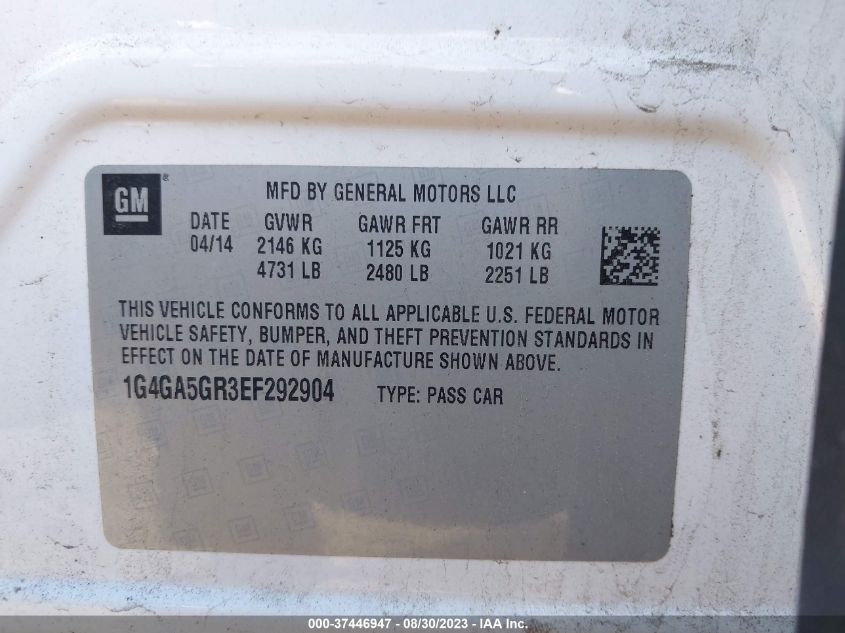 GM ®
MFD BY GENERAL MOTORS LLC
DATE GVWR GAWR FRT GAWR RR
04/14 2146 KG 1125 KG 1021 KG
4731 LB 2480 LB 2251 LB
THIS VEHICLE CONFORMS TO ALL APPLICABLE U.S. FEDERAL MOTOR
VEHICLE SAFETY, BUMPER, AND THEFT PREVENTION STANDARDS IN
EFFECT ON THE DATE OF MANUFACTURE SHOWN ABOVE.
1G4GA5GR3EF292904 TYPE: PASS CAR
000-37446947 - 08/30/2023 - IAA Inc.